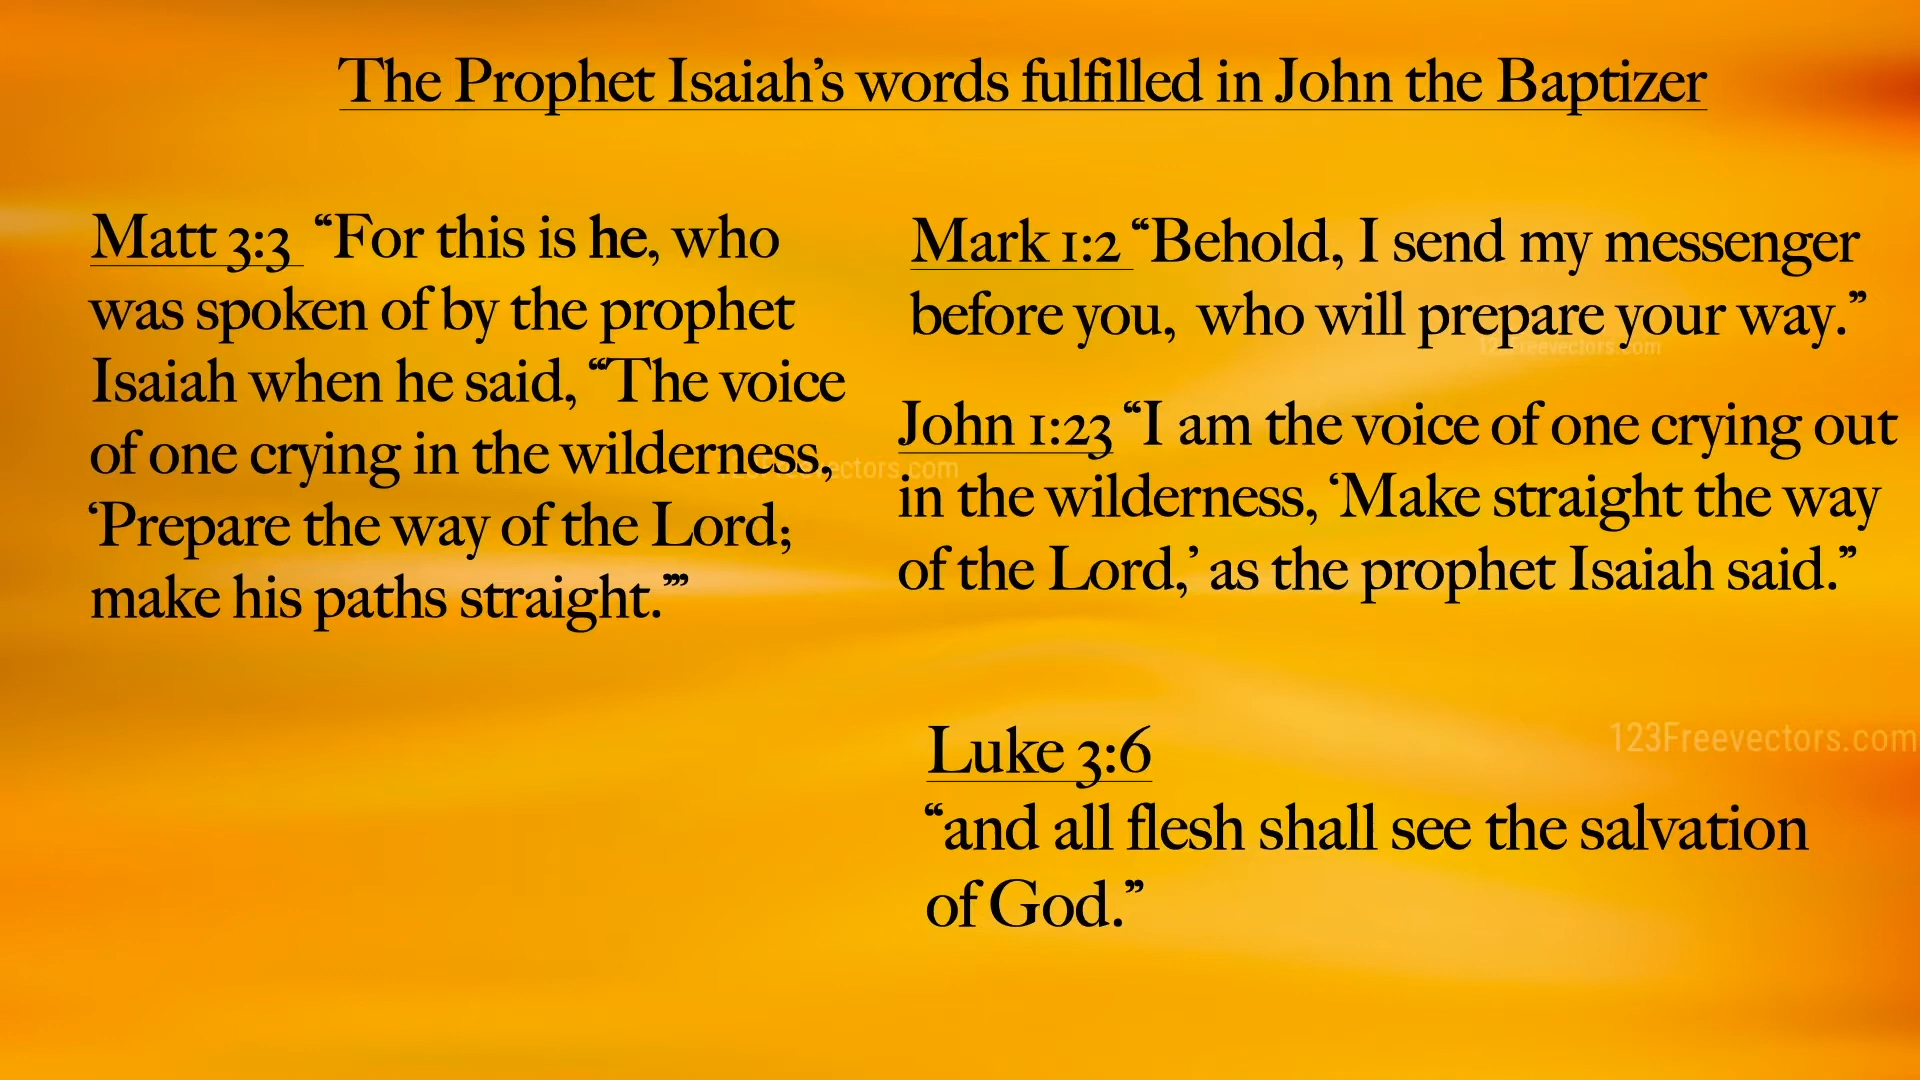 The Prophet Isaiah’s words fulfilled in John the Baptizer
Matt 3:3 “For this is he, who
was spoken of by the prophet
Isaiah when he said, “The voice
of one crying in the wilderness,
‘Prepare the way of the Lord;
make his paths straight.’”
Mark 1:2 “Behold, I send my messenger
before you, who will prepare your way.”
123Freevectors.com
John 1:23 “I am the voice of one crying out
in the wilderness, ‘Make straight the way
of the Lord,’ as the prophet Isaiah said.”
123Freevectors.com
Luke 3:6
“and all flesh shall see the salvation
of God.”
123Freevectors.com